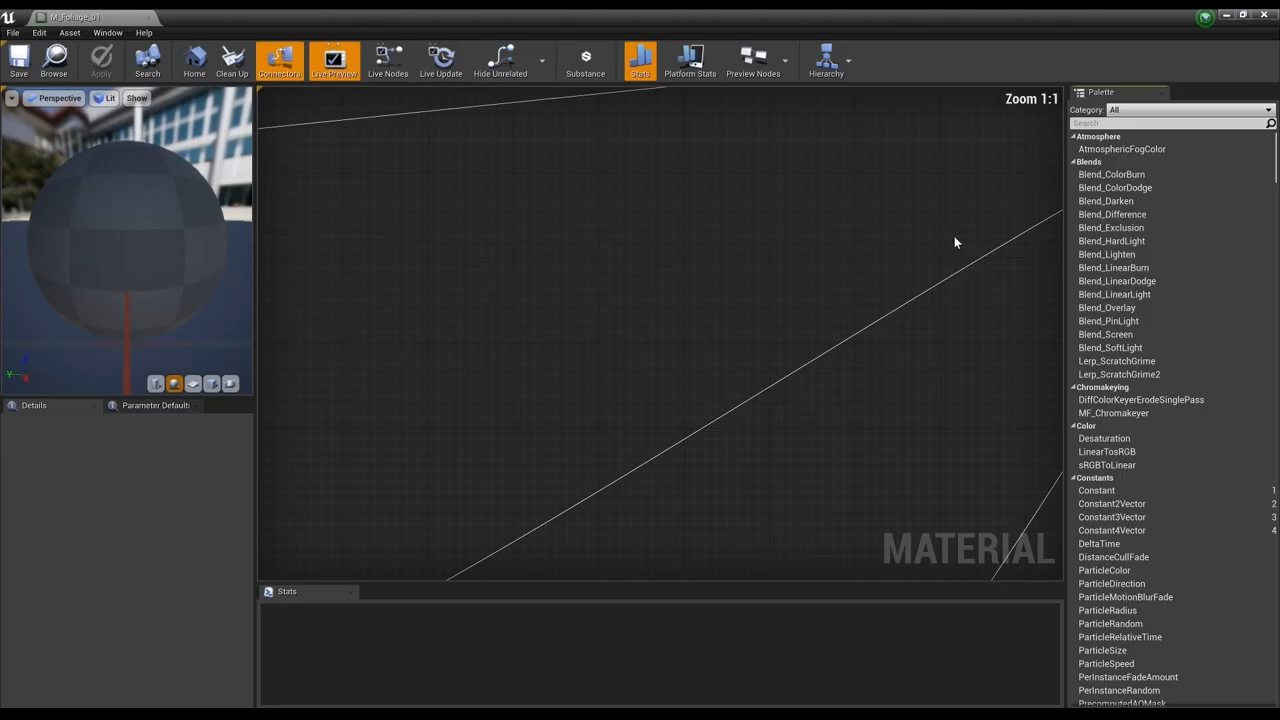 M_Foliage_01
File Edit Asset Window Help
Save Browse Apply Search Home Clean Up Connectors Live Preview Live Nodes Live Update Hide Unrelated Substance Stats Platform Stats Preview Nodes Hierarchy
Perspective Lit Show
Zoom 1:1
Palette
Category: All
Search
Atmosphere
AtmosphericFogColor
Blends
Blend_ColorBurn
Blend_ColorDodge
Blend_Darken
Blend_Difference
Blend_Exclusion
Blend_HardLight
Blend_Lighten
Blend_LinearBurn
Blend_LinearDodge
Blend_LinearLight
Blend_Overlay
Blend_PinLight
Blend_Screen
Blend_SoftLight
Lerp_ScratchGrime
Lerp_ScratchGrime2
Chromakeying
DiffColorKeyerErodeSinglePass
MF_Chromakeyer
Color
Desaturation
LinearTosRGB
sRGBToLinear
Constants
Constant 1
Constant2Vector 2
Constant3Vector 3
Constant4Vector 4
DeltaTime
DistanceCullFade
ParticleColor
ParticleDirection
ParticleMotionBlurFade
ParticleRadius
ParticleRandom
ParticleRelativeTime
ParticleSize
ParticleSpeed
PerInstanceFadeAmount
PerInstanceRandom
PrecomputedAOMask
Z
Y
X
Details Parameter Default:
MATERIAL
Stats